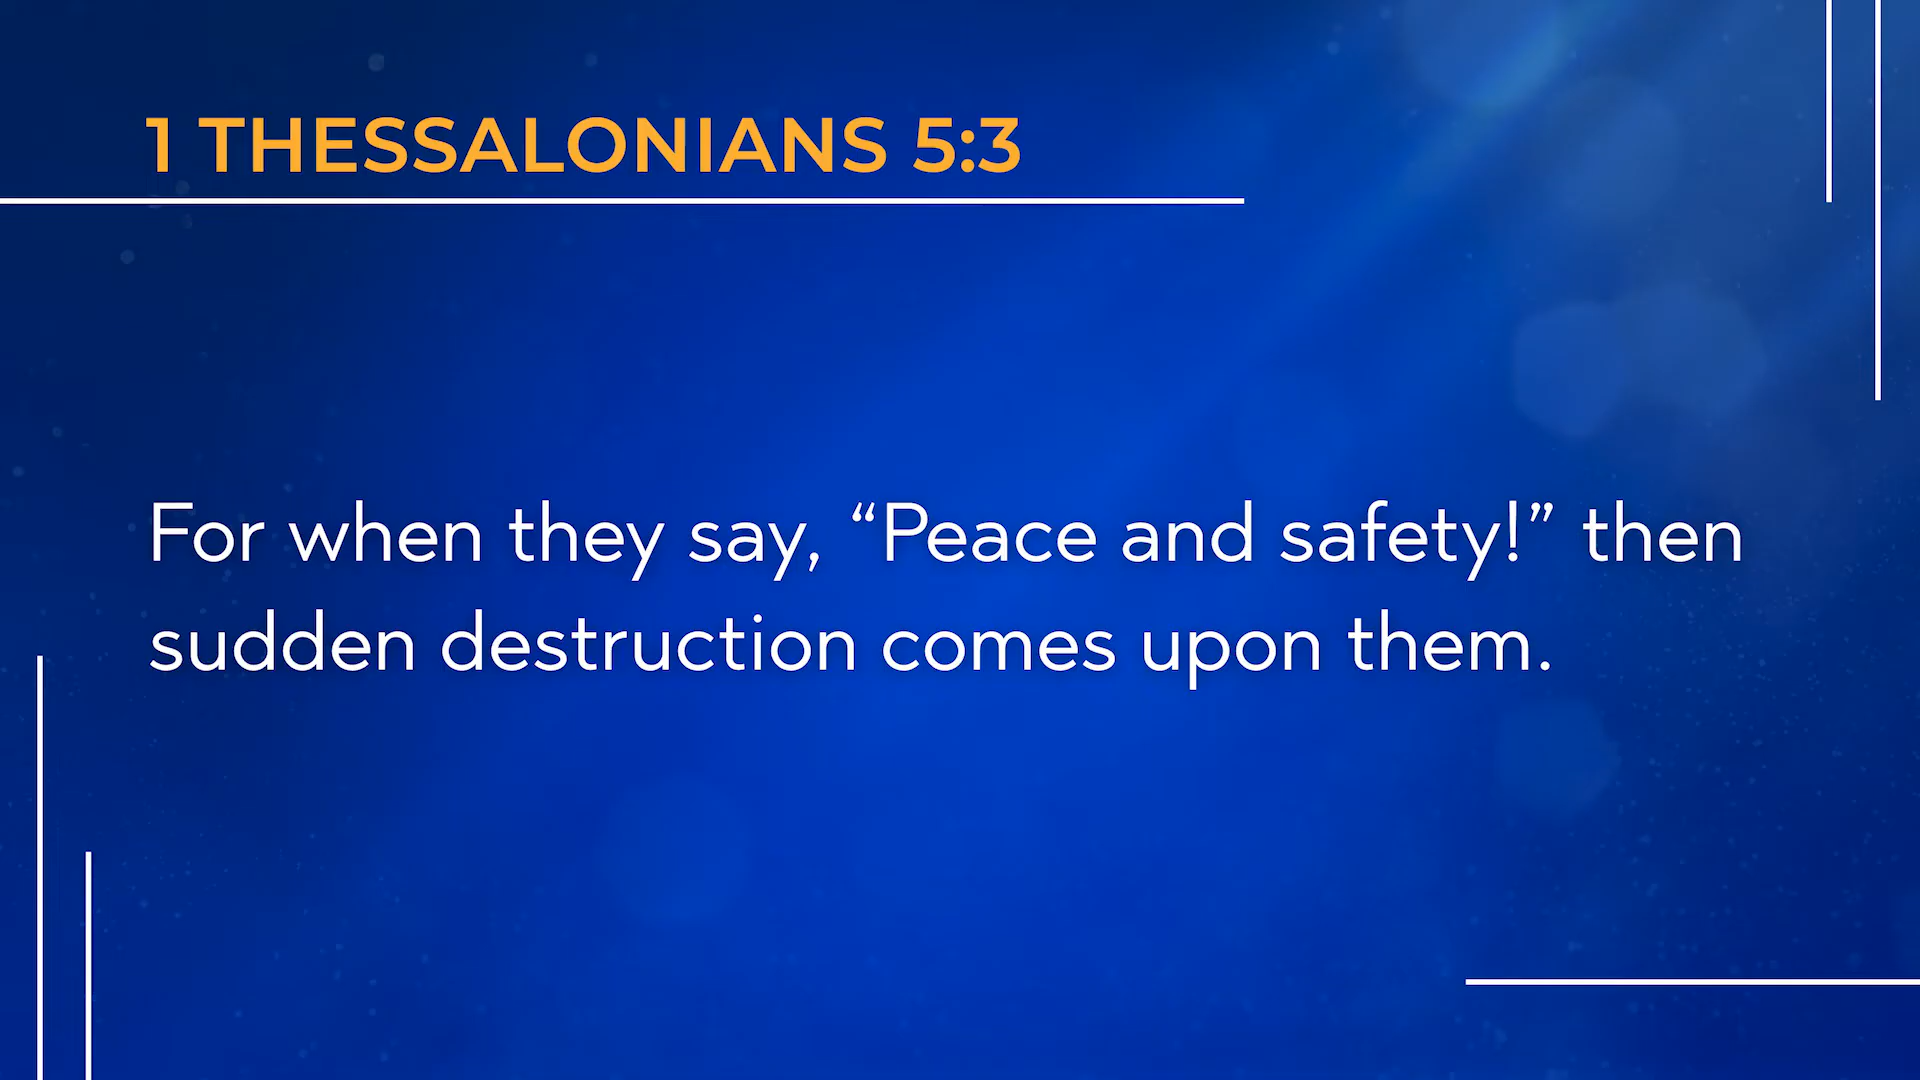 1 THESSALONIANS 5:3
For when they say, “Peace and safety!” then
sudden destruction comes upon them.